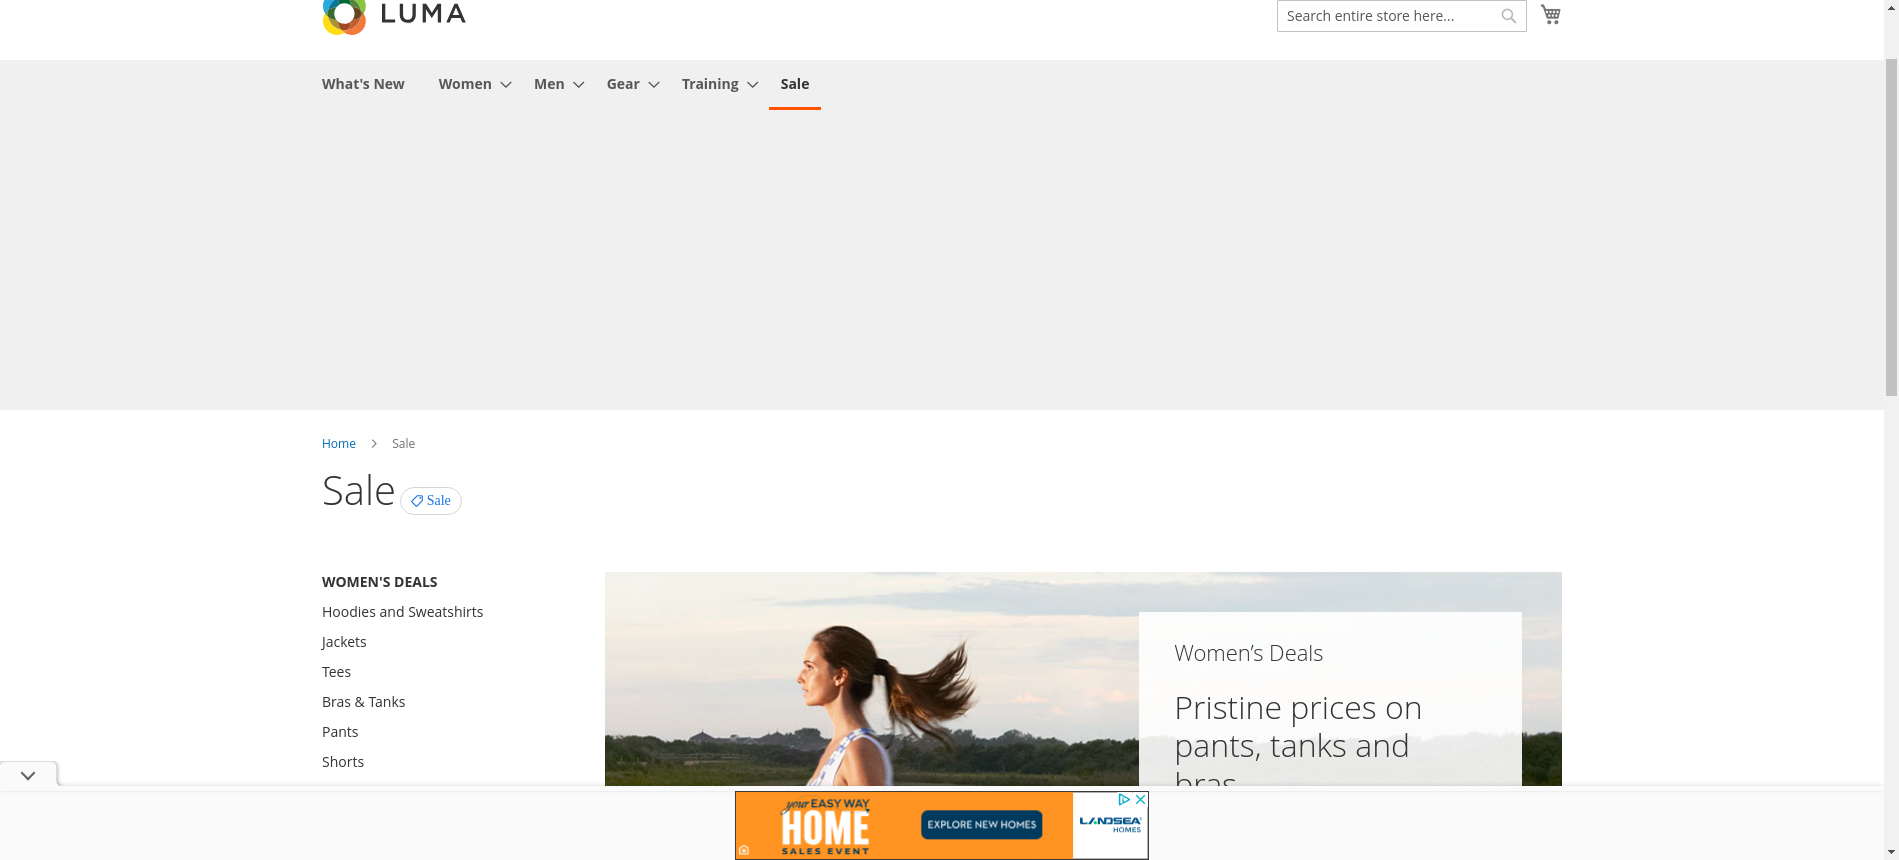 LUMA
Search entire store here...
What's New
Women
Men
Gear
Training
Sale
Home
Sale
Sale
Sale
WOMEN'S DEALS
Hoodies and Sweatshirts
Jackets
Tees
Bras & Tanks
Pants
Shorts
Women’s Deals
Pristine prices on
pants, tanks and
bras
your EASY WAY
HOME
SALES EVENT
EXPLORE NEW HOMES
LANDSEA
HOMES